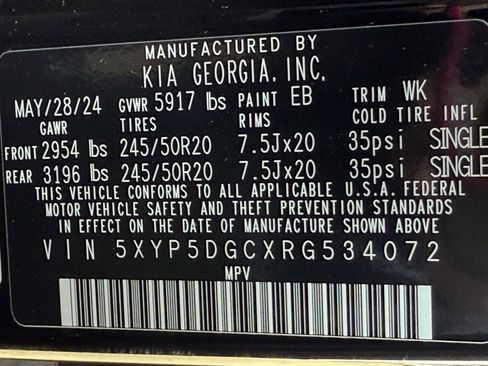 MANUFACTURED BY
KIA GEORGIA, INC.
MAY/28/24 GVWR 5917 lbs PAINT EB TRIM WK
GAWR TIRES RIMS COLD TIRE INFL
FRONT 2954 lbs 245/50R20 7.5Jx20 35psi SINGLE
REAR 3196 lbs 245/50R20 7.5Jx20 35psi SINGLE
THIS VEHICLE CONFORMS TO ALL APPLICABLE U.S.A. FEDERAL
MOTOR VEHICLE SAFETY AND THEFT PREVENTION STANDARDS
IN EFFECT ON THE DATE OF MANUFACTURE SHOWN ABOVE
VIN 5XYP5DGCXRG534072
MPV